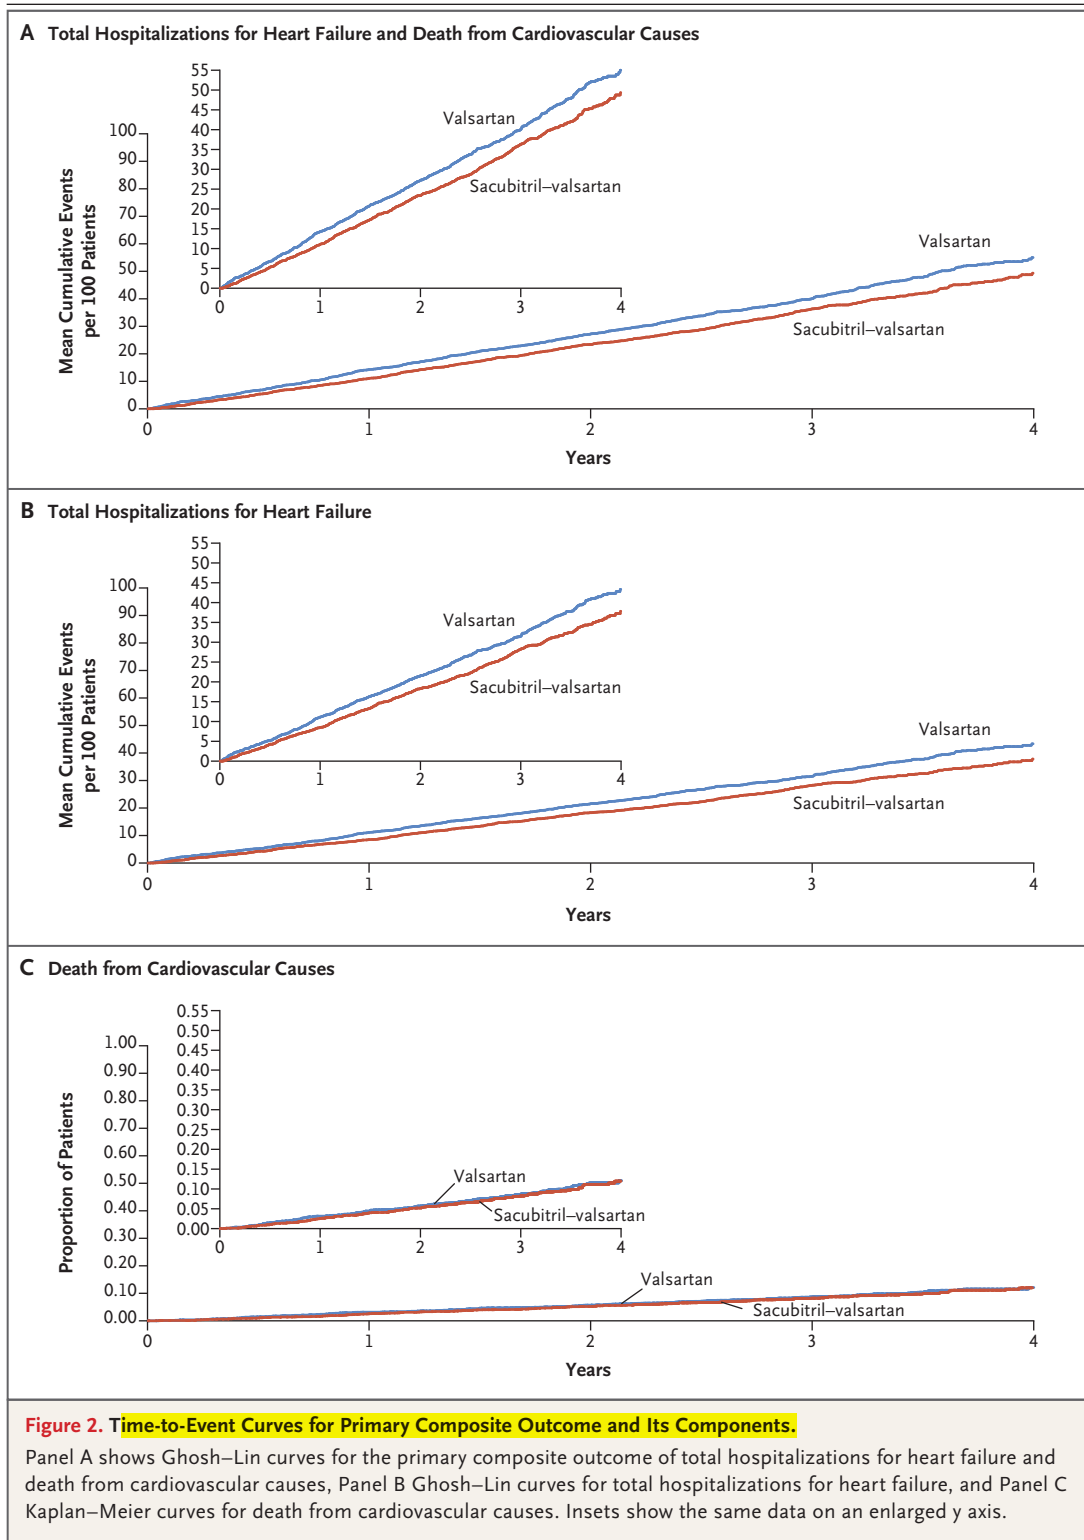 A Total Hospitalizations for Heart Failure and Death from Cardiovascular Causes
Mean Cumulative Events
per 100 Patients
100
90
80
70
60
50
40
30
20
10
0
55
50
45
40
35
30
25
20
15
10
5
0
0 1 2 3 4
Valsartan
Sacubitril–valsartan
Valsartan
Sacubitril–valsartan
0 1 2 3 4
Years
B Total Hospitalizations for Heart Failure
Mean Cumulative Events
per 100 Patients
100
90
80
70
60
50
40
30
20
10
0
55
50
45
40
35
30
25
20
15
10
5
0
0 1 2 3 4
Valsartan
Sacubitril–valsartan
Valsartan
Sacubitril–valsartan
0 1 2 3 4
Years
C Death from Cardiovascular Causes
Proportion of Patients
1.00
0.90
0.80
0.70
0.60
0.50
0.40
0.30
0.20
0.10
0.00
0.55
0.50
0.45
0.40
0.35
0.30
0.25
0.20
0.15
0.10
0.05
0.00
0 1 2 3 4
Valsartan
Sacubitril–valsartan
Valsartan
Sacubitril–valsartan
0 1 2 3 4
Years
Figure 2. Time-to-Event Curves for Primary Composite Outcome and Its Components.
Panel A shows Ghosh–Lin curves for the primary composite outcome of total hospitalizations for heart failure and
death from cardiovascular causes, Panel B Ghosh–Lin curves for total hospitalizations for heart failure, and Panel C
Kaplan–Meier curves for death from cardiovascular causes. Insets show the same data on an enlarged y axis.